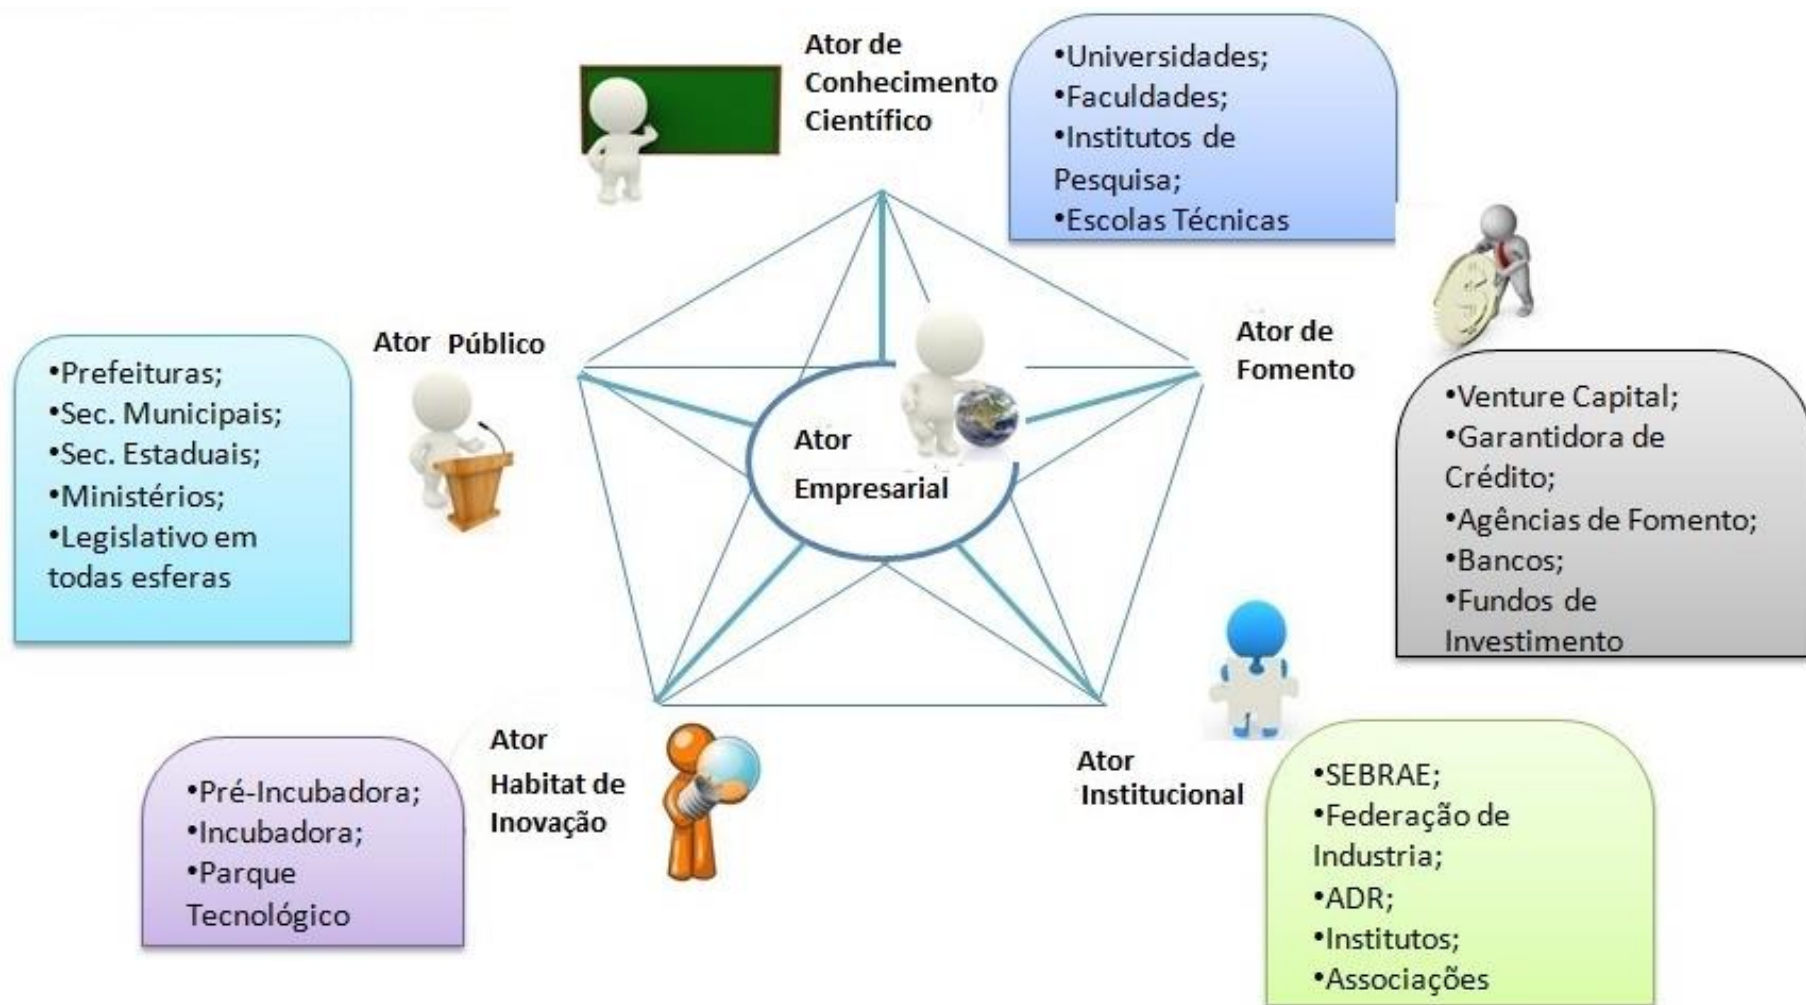 Ator de
Conhecimento
Científico
•Universidades;
•Faculdades;
•Institutos de
Pesquisa;
•Escolas Técnicas
Ator Público
•Prefeituras;
•Sec. Municipais;
•Sec. Estaduais;
•Ministérios;
•Legislativo em
todas esferas
Ator de
Fomento
•Venture Capital;
•Garantidora de
Crédito;
•Agências de Fomento;
•Bancos;
•Fundos de
Investimento
Ator
Empresarial
Ator
Habitat de
Inovação
•Pré-Incubadora;
•Incubadora;
•Parque
Tecnológico
Ator
Institucional
•SEBRAE;
•Federação de
Industria;
•ADR;
•Institutos;
•Associações